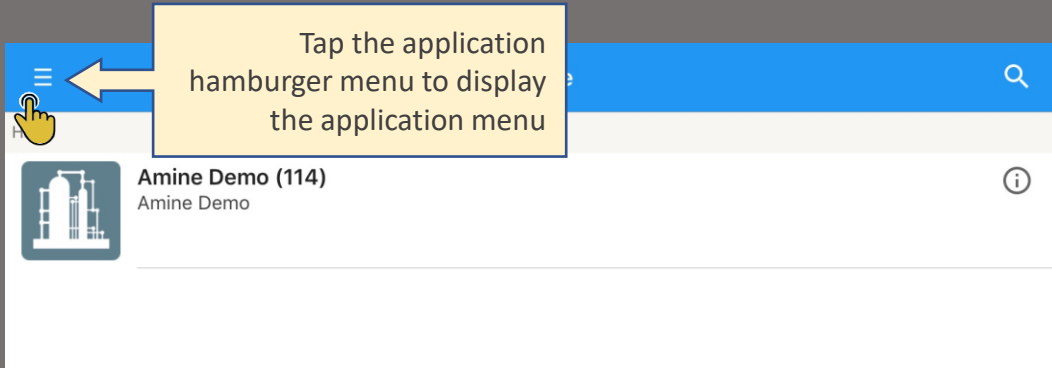 Tap the application
hamburger menu to display
the application menu
Amine Demo (114)
Amine Demo